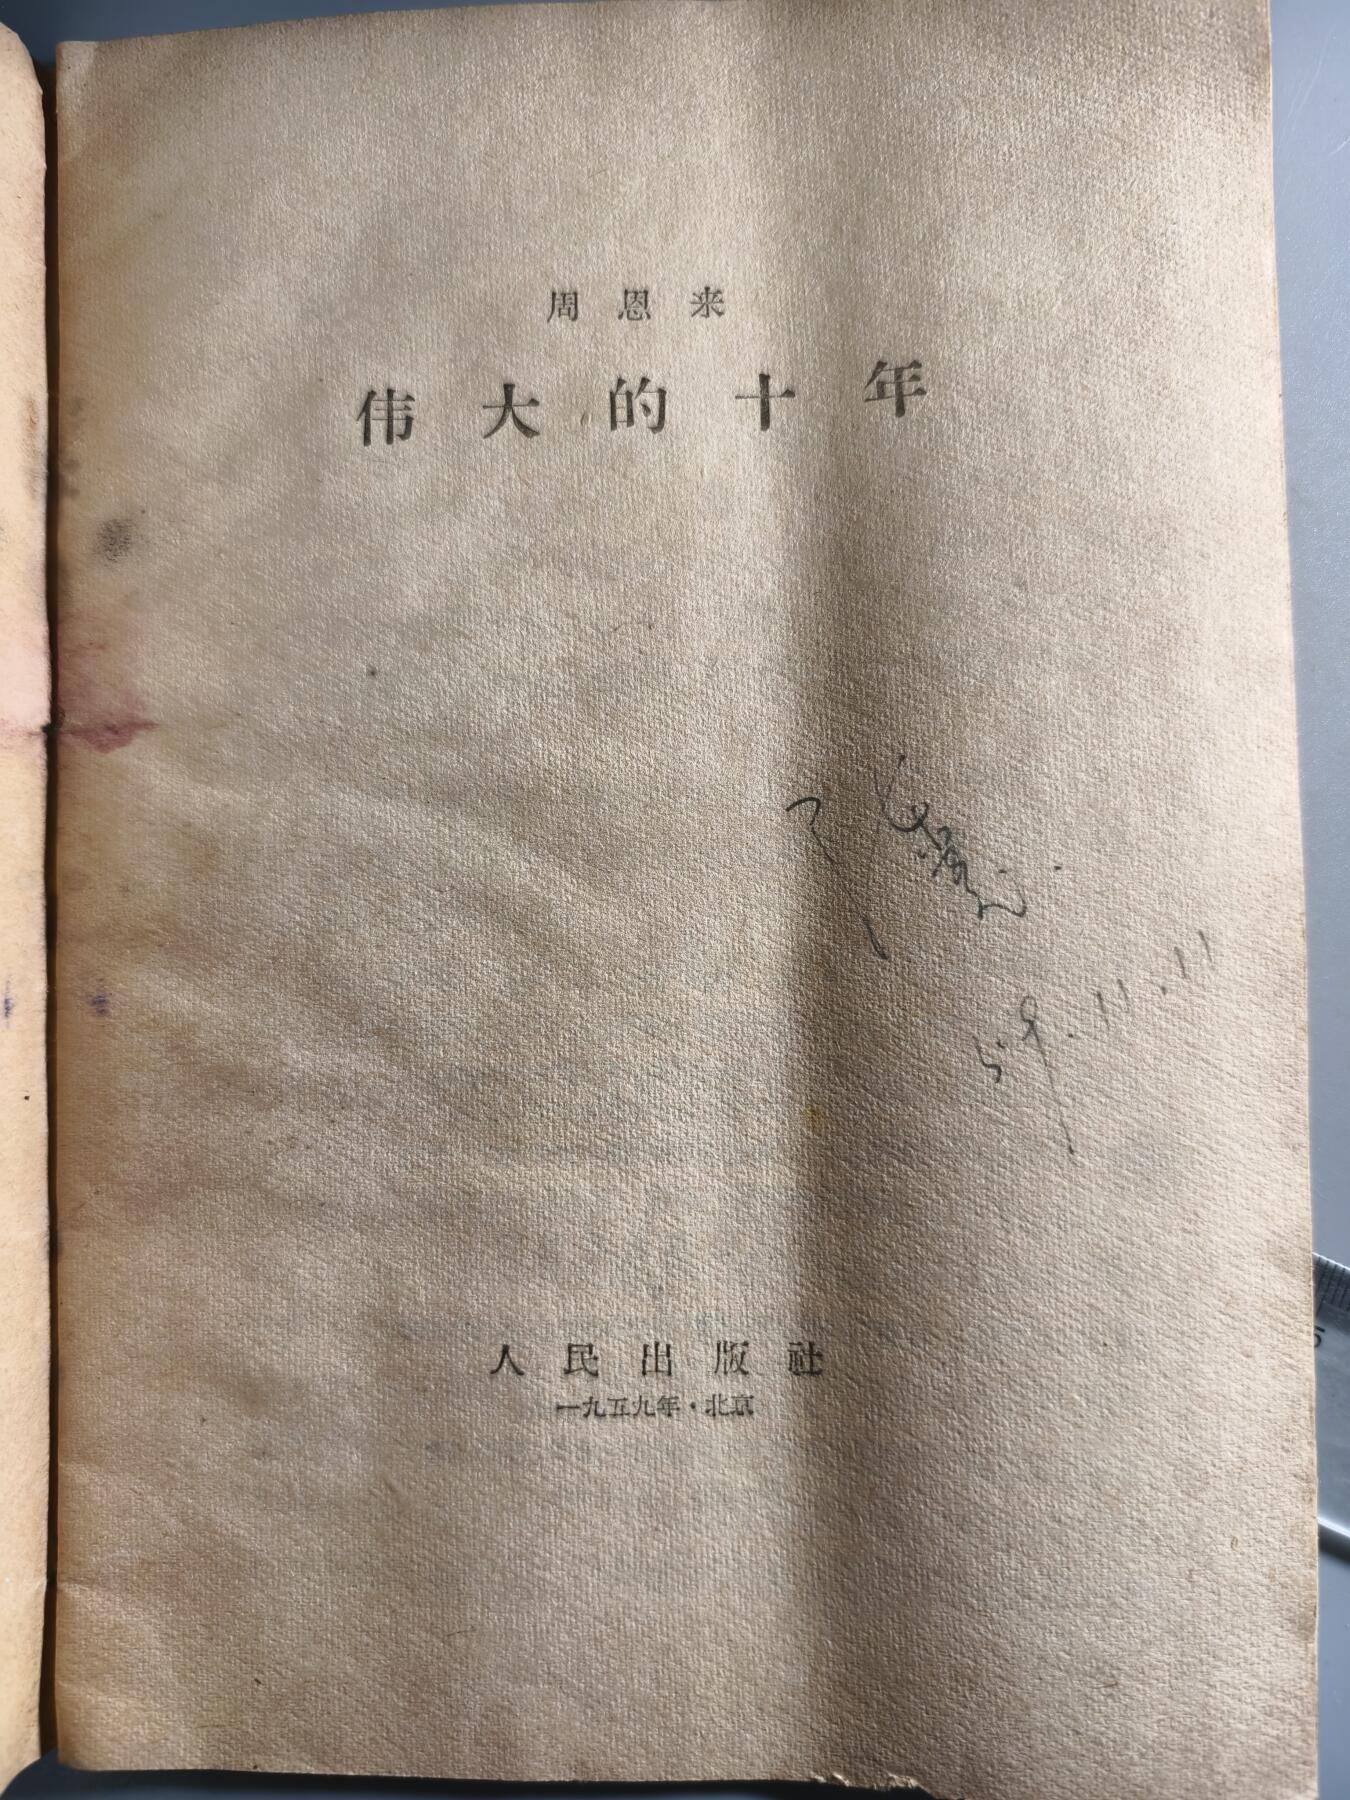 周恩来
伟大的十年
59.11.11
人民出版社
一九五九年·北京